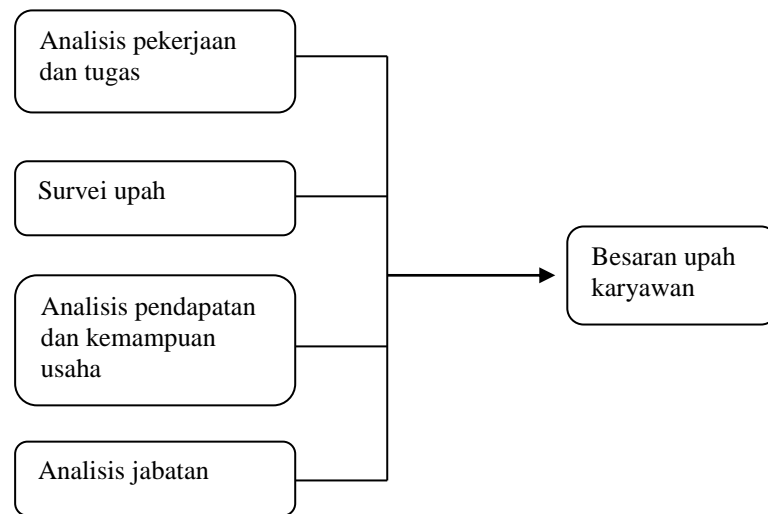 Analisis pekerjaan
dan tugas
Survei upah
Analisis pendapatan
dan kemampuan
usaha
Analisis jabatan
Besaran upah
karyawan